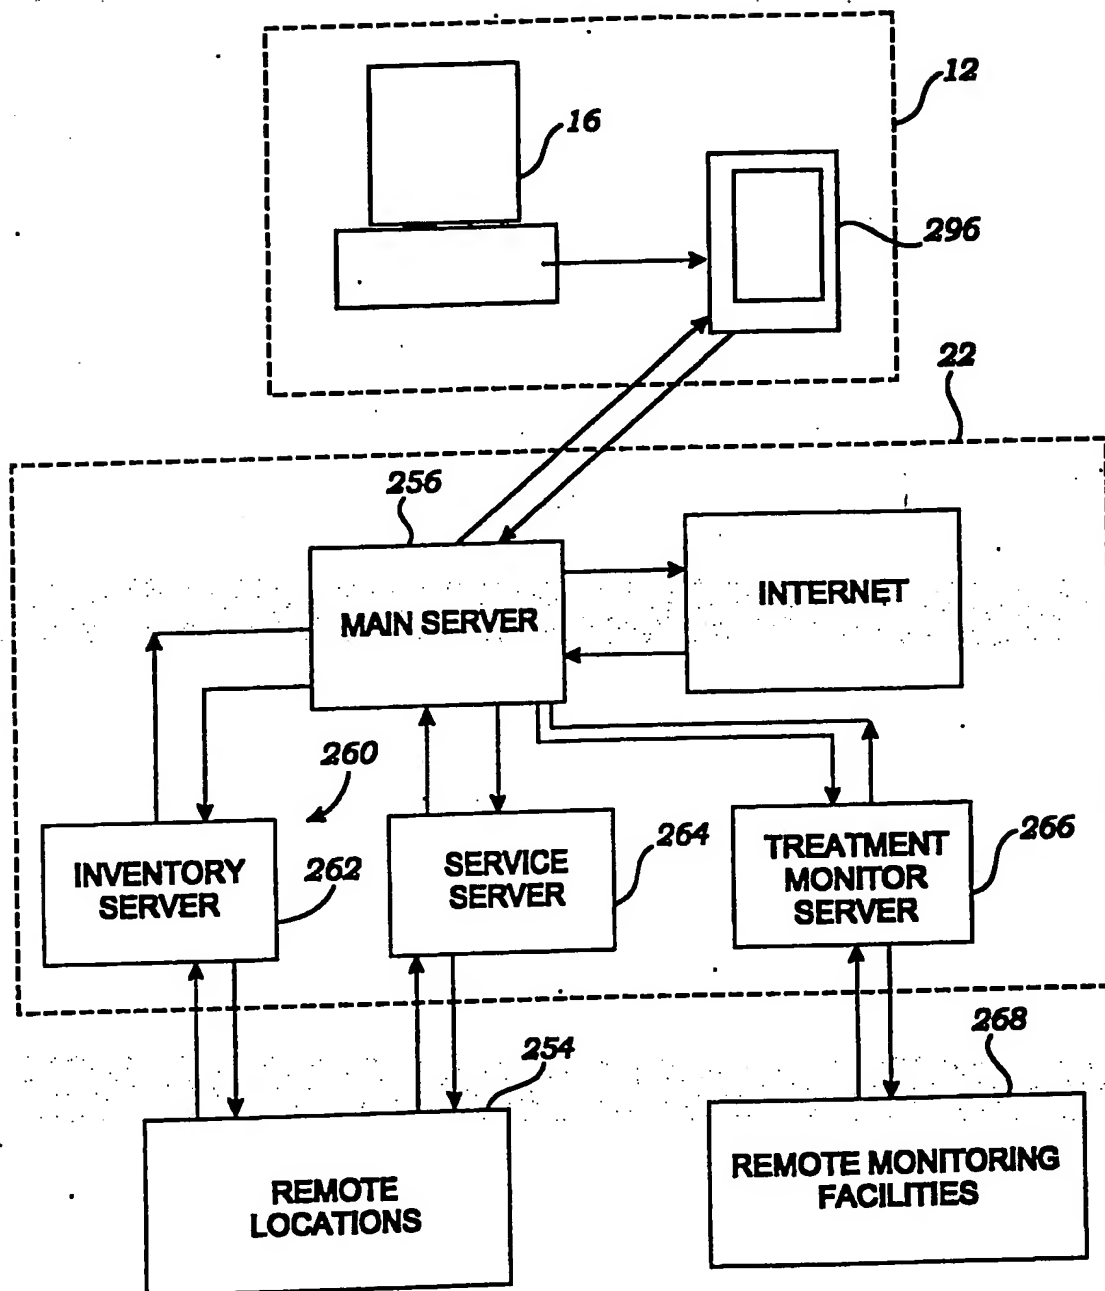 12
16
296
22
256
MAIN SERVER
INTERNET
260
INVENTORY
SERVER
262
SERVICE
SERVER
264
TREATMENT
MONITOR
SERVER
266
254
268
REMOTE
LOCATIONS
REMOTE MONITORING
FACILITIES